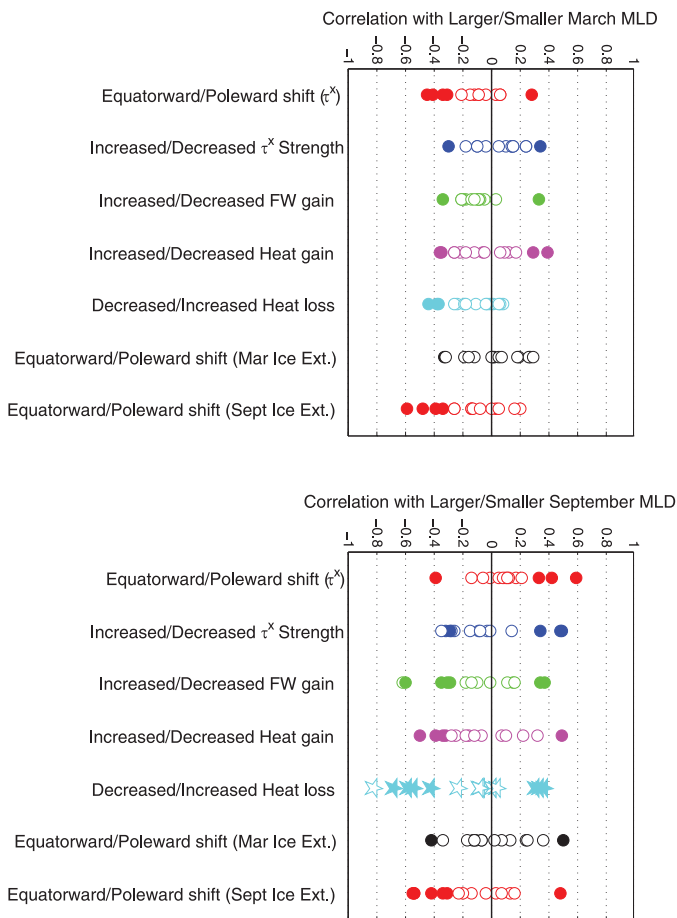 Correlation with Larger/Smaller March MLD
−1 −0.8 −0.6 −0.4 −0.2 0 0.2 0.4 0.6 0.8 1
Equatorward/Poleward shift (τˣ)
Increased/Decreased τˣ Strength
Increased/Decreased FW gain
Increased/Decreased Heat gain
Decreased/Increased Heat loss
Equatorward/Poleward shift (Mar Ice Ext.)
Equatorward/Poleward shift (Sept Ice Ext.)
Correlation with Larger/Smaller September MLD
−1 −0.8 −0.6 −0.4 −0.2 0 0.2 0.4 0.6 0.8 1
Equatorward/Poleward shift (τˣ)
Increased/Decreased τˣ Strength
Increased/Decreased FW gain
Increased/Decreased Heat gain
Decreased/Increased Heat loss
Equatorward/Poleward shift (Mar Ice Ext.)
Equatorward/Poleward shift (Sept Ice Ext.)